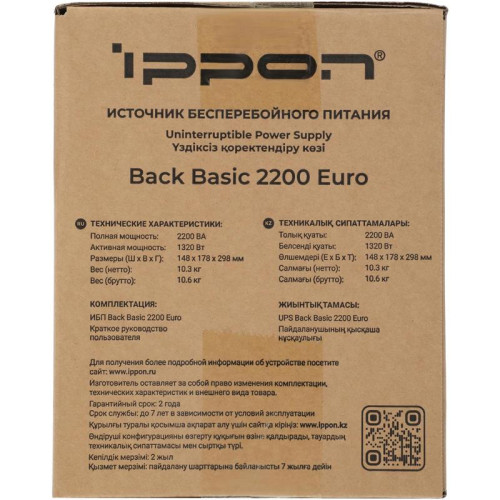 ippon®
ИСТОЧНИК БЕСПЕРЕБОЙНОГО ПИТАНИЯ
Uninterruptible Power Supply
Үздіксіз қоректендіру көзі
Back Basic 2200 Euro
RU ТЕХНИЧЕСКИЕ ХАРАКТЕРИСТИКИ:
Полная мощность: 2200 ВА
Активная мощность: 1320 Вт
Размеры (Ш х В х Г): 148 x 178 x 298 мм
Вес (нетто): 10.3 кг
Вес (брутто): 10.6 кг
КОМПЛЕКТАЦИЯ:
ИБП Back Basic 2200 Euro
Краткое руководство
пользователя
KZ ТЕХНИКАЛЫҚ СИПАТТАМАЛАРЫ:
Толық қуаты: 2200 ВА
Белсенді қуаты: 1320 Вт
Өлшемдері (Е х Б х Т): 148 x 178 x 298 мм
Салмағы (нетто): 10.3 кг
Салмағы (брутто): 10.6 кг
ЖИЫНТЫҚТАМАСЫ:
UPS Back Basic 2200 Euro
Пайдаланушының қысқаша
нұсқаулығы
Для получения более подробной информации об устройстве посетите
сайт: www.ippon.ru
Изготовитель оставляет за собой право изменения комплектации,
технических характеристик и внешнего вида товара.
Гарантийный срок: 2 года
Срок службы: до 7 лет в зависимости от условий эксплуатации
Құрылғы туралы қосымша ақпарат алу үшін сайтқа өтіңіз: www.ippon.kz
Өндіруші конфигурацияны өзгерту құқығын өзіне қалдырады, тауардың
техникалық сипаттамалары мен сыртқы түрі.
Кепілдік мерзімі: 2 жыл
Қызмет мерзімі: пайдалану шарттарына байланысты 7 жылға дейін